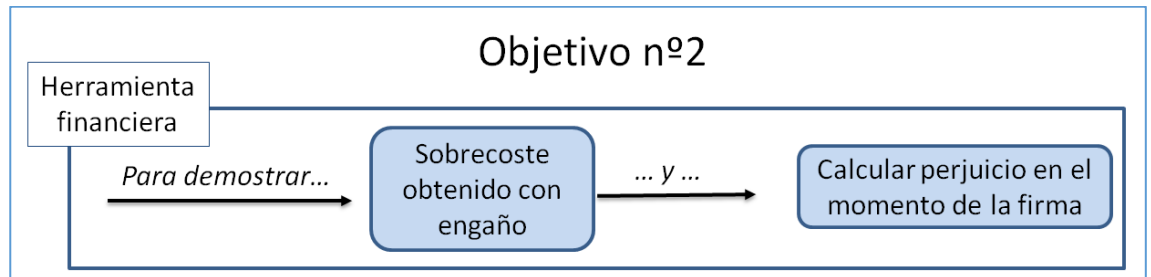 Objetivo nº2
Herramienta
financiera
Para demostrar...
Sobrecoste
obtenido con
engaño
... y ...
Calcular perjuicio en el
momento de la firma